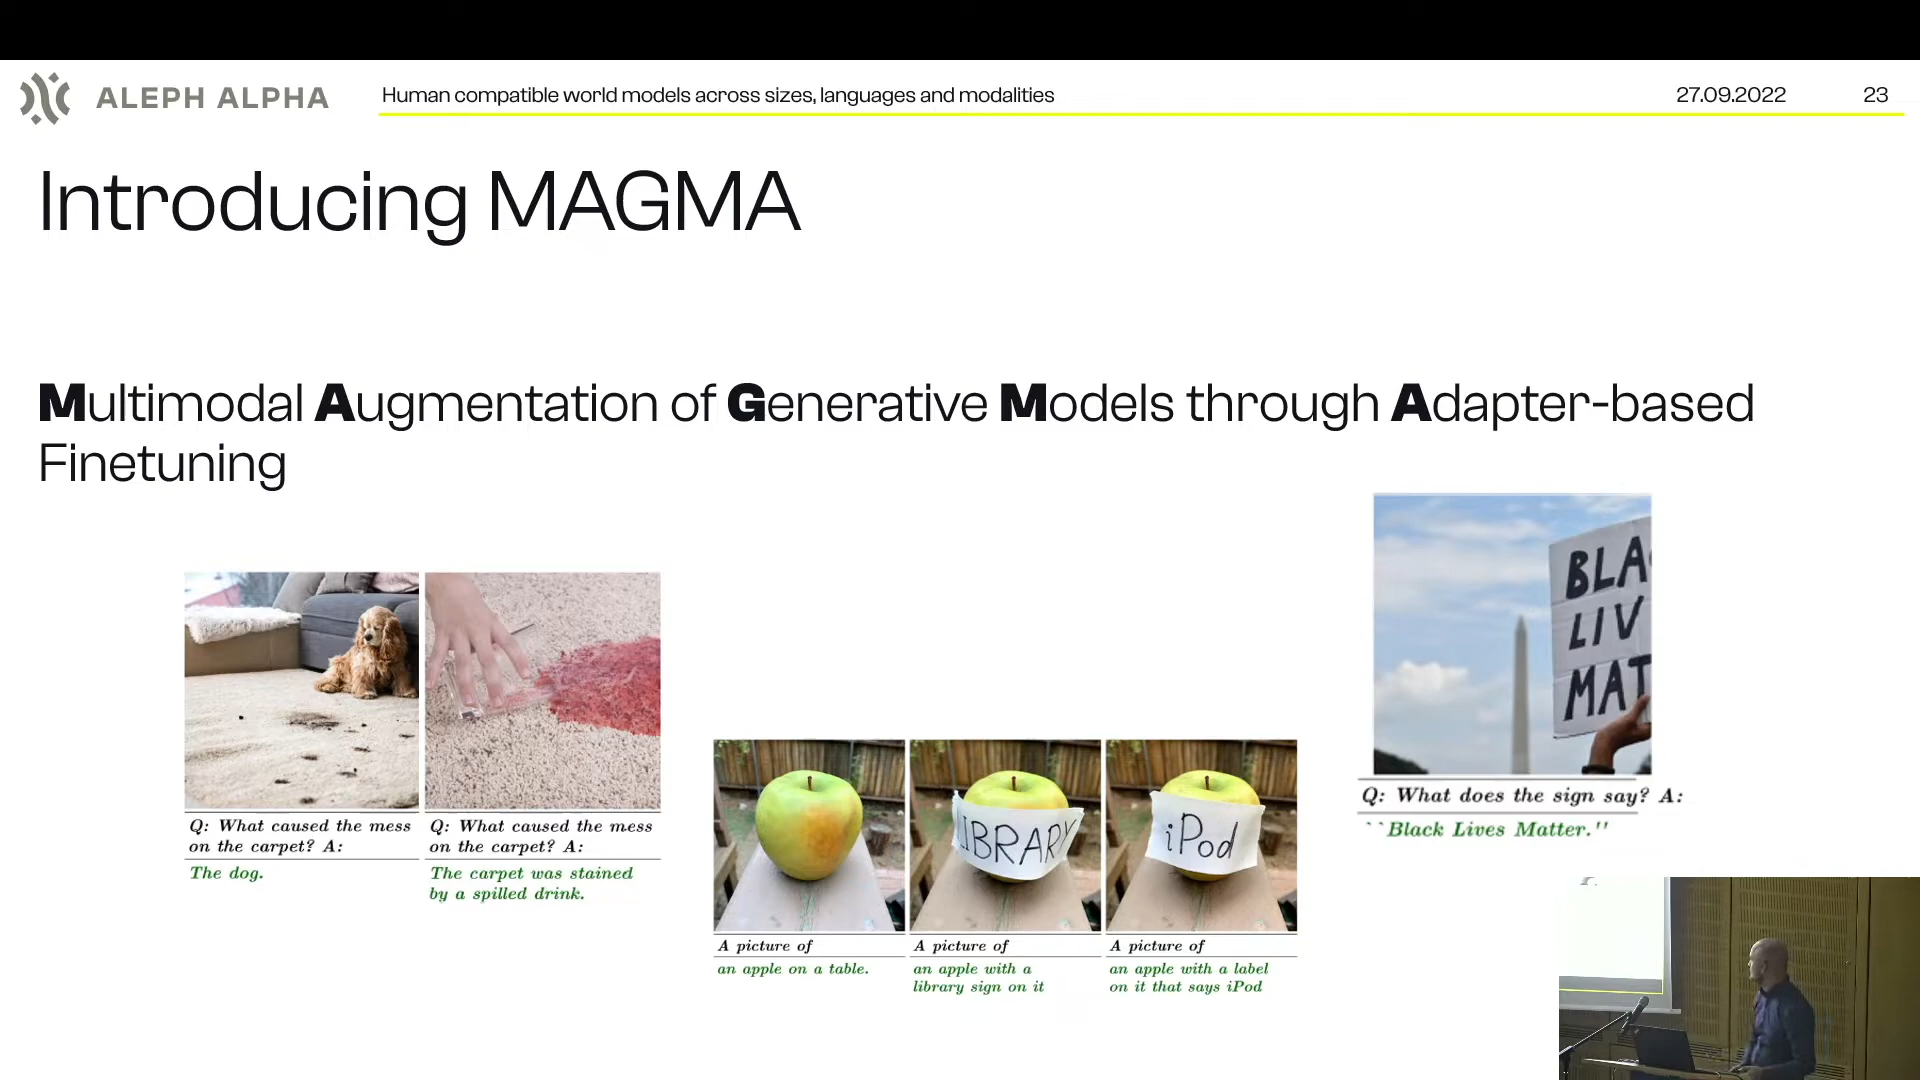 ALEPH ALPHA
Human compatible world models across sizes, languages and modalities
27.09.2022
23
Introducing MAGMA
Multimodal Augmentation of Generative Models through Adapter-based
Finetuning
BLA
LIV
MAT
Q: What does the sign say? A:
``Black Lives Matter.''
Q: What caused the mess
on the carpet? A:
The dog.
Q: What caused the mess
on the carpet? A:
The carpet was stained
by a spilled drink.
A picture of
an apple on a table.
LIBRARY
A picture of
an apple with a
library sign on it
iPod
A picture of
an apple with a label
on it that says iPod